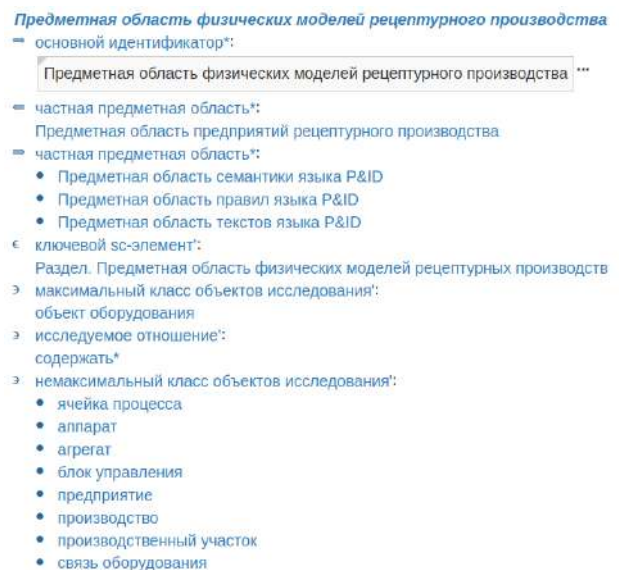 Предметная область физических моделей рецептурного производства
⇒ основной идентификатор*:
Предметная область физических моделей рецептурного производства ...
⇐ частная предметная область*:
Предметная область предприятий рецептурного производства
⇒ частная предметная область*:
• Предметная область семантики языка P&ID
• Предметная область правил языка P&ID
• Предметная область текстов языка P&ID
∈ ключевой sc-элемент':
Раздел. Предметная область физических моделей рецептурных производств
∋ максимальный класс объектов исследования':
объект оборудования
∋ исследуемое отношение':
содержать*
∋ немаксимальный класс объектов исследования':
• ячейка процесса
• аппарат
• агрегат
• блок управления
• предприятие
• производство
• производственный участок
• связь оборудования